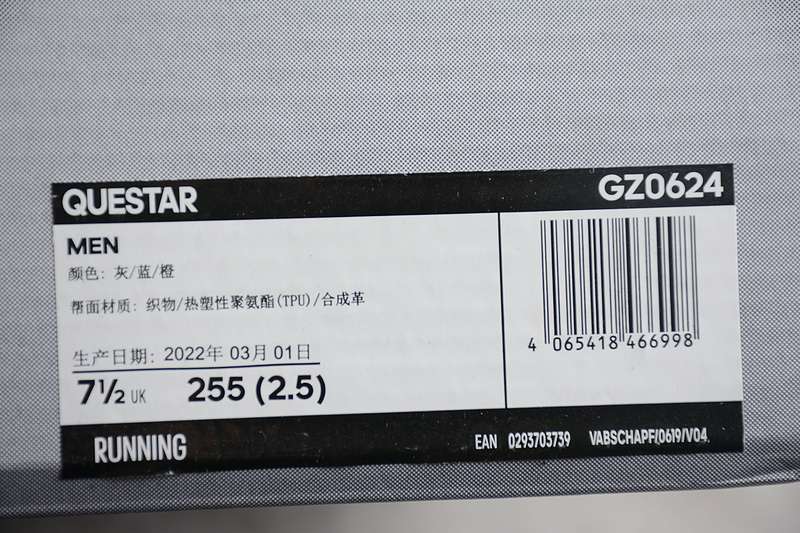 QUESTAR
GZ0624
MEN
颜色: 灰/蓝/橙
帮面材质: 织物/热塑性聚氨酯(TPU)/合成革
生产日期: 2022年 03月 01日
7½ UK 255 (2.5)
4 065418 466998
RUNNING
EAN 0293703739 VABSCHAPF/0619/V04